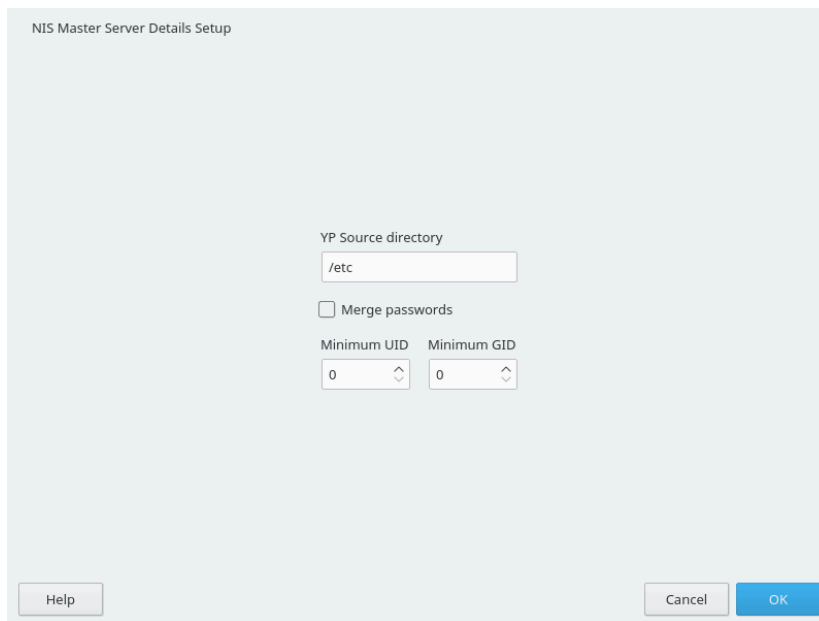 NIS Master Server Details Setup
YP Source directory
/etc
Merge passwords
Minimum UID Minimum GID
0 0
Help Cancel OK